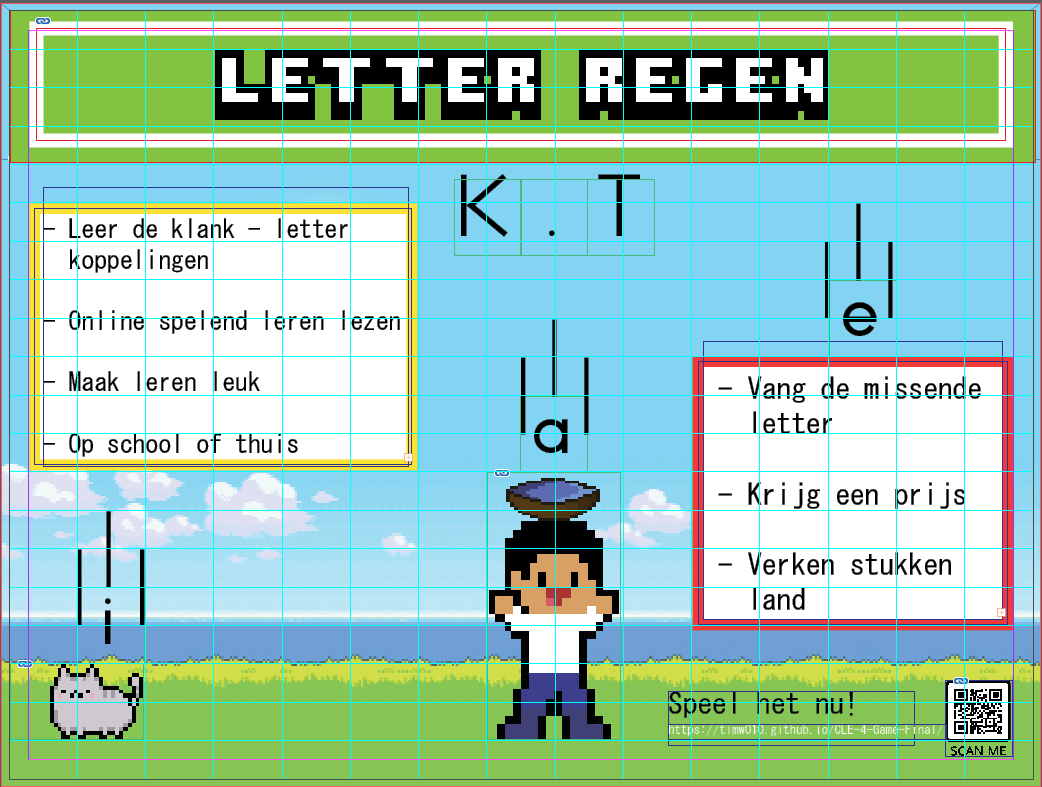 LETTER REGEN
K . T
e
- Leer de klank - letter
koppelingen
- Online spelend leren lezen
- Maak leren leuk
- Op school of thuis
a
- Vang de missende
letter
- Krijg een prijs
- Verken stukken
land
i
Speel het nu!
https://timw010.github.io/CLE-4-Game-Final/
SCAN ME